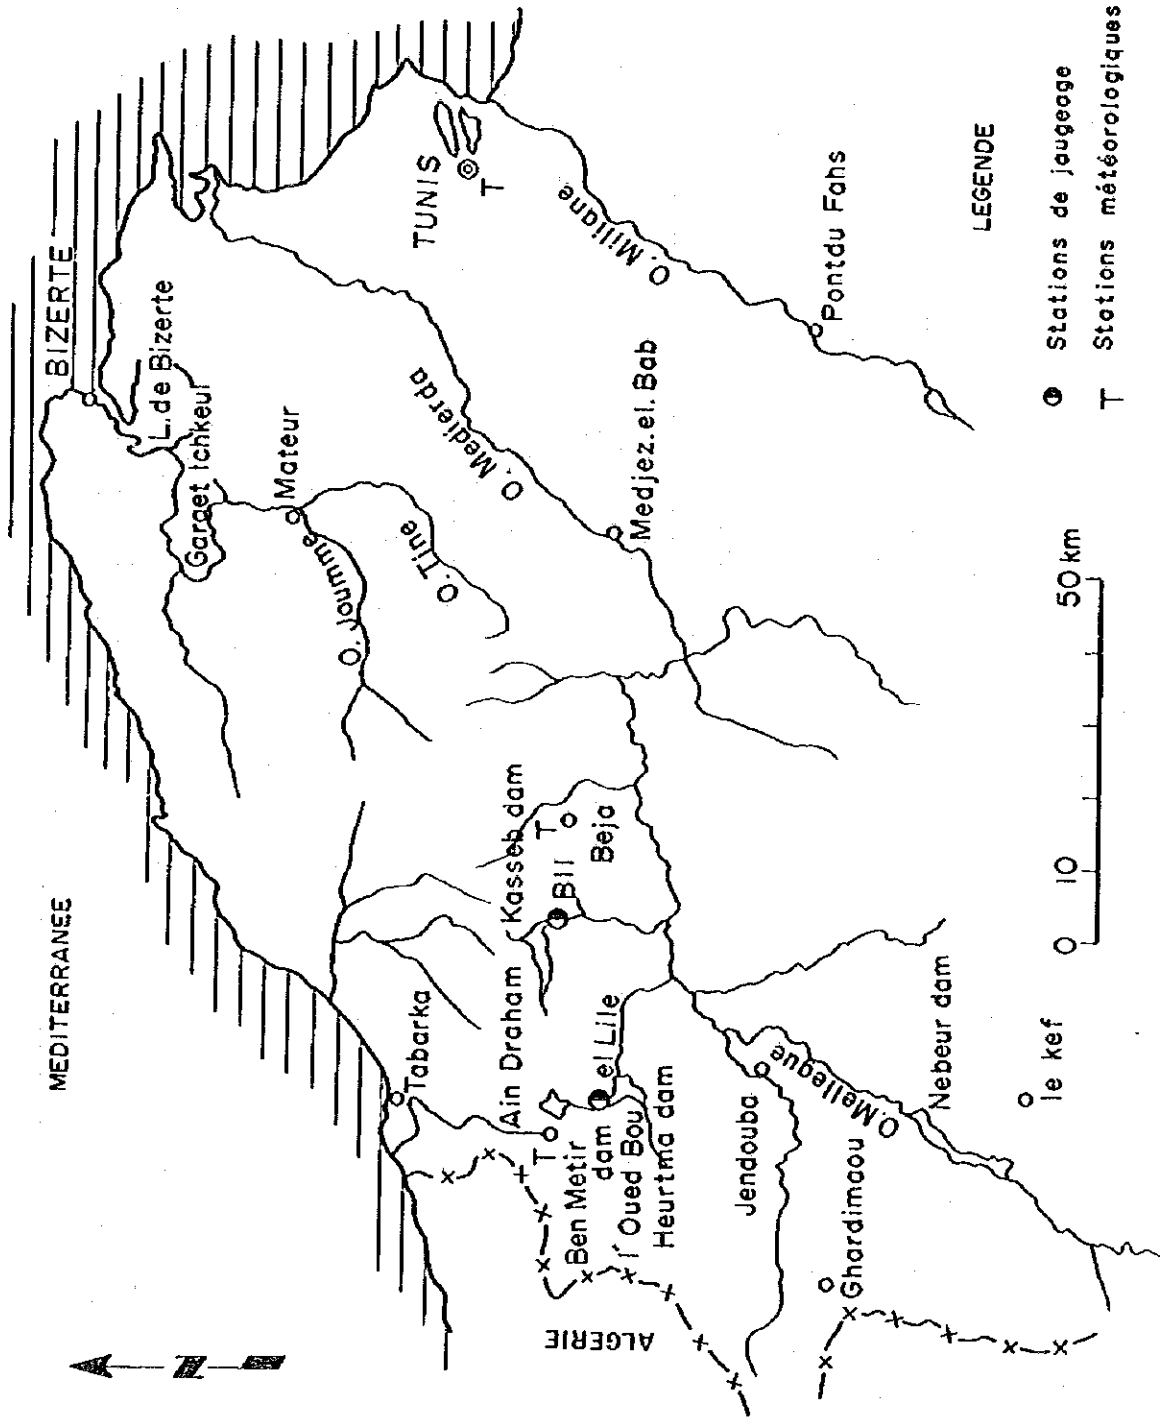 MEDITERRANEE
BIZERTE
L. de Bizerte
Garaet Ichkeul
Mateur
O. Joumine
O. Tine
TUNIS
T
O. Medjerda
O. Miliane
Medjez. el. Bab
Pont du Fahs
Tabarka
Ain Draham
T
Kasseb dam
BII
T
Beja
Ben Metir
dam
el Lile
l'Oued Bou
Heurtma dam
ALGERIE
Jendouba
O. Mellegue
Ghardimaou
Nebeur dam
le kef
N
0 10 50 km
LEGENDE
Stations de jaugeage
T Stations météorologiques